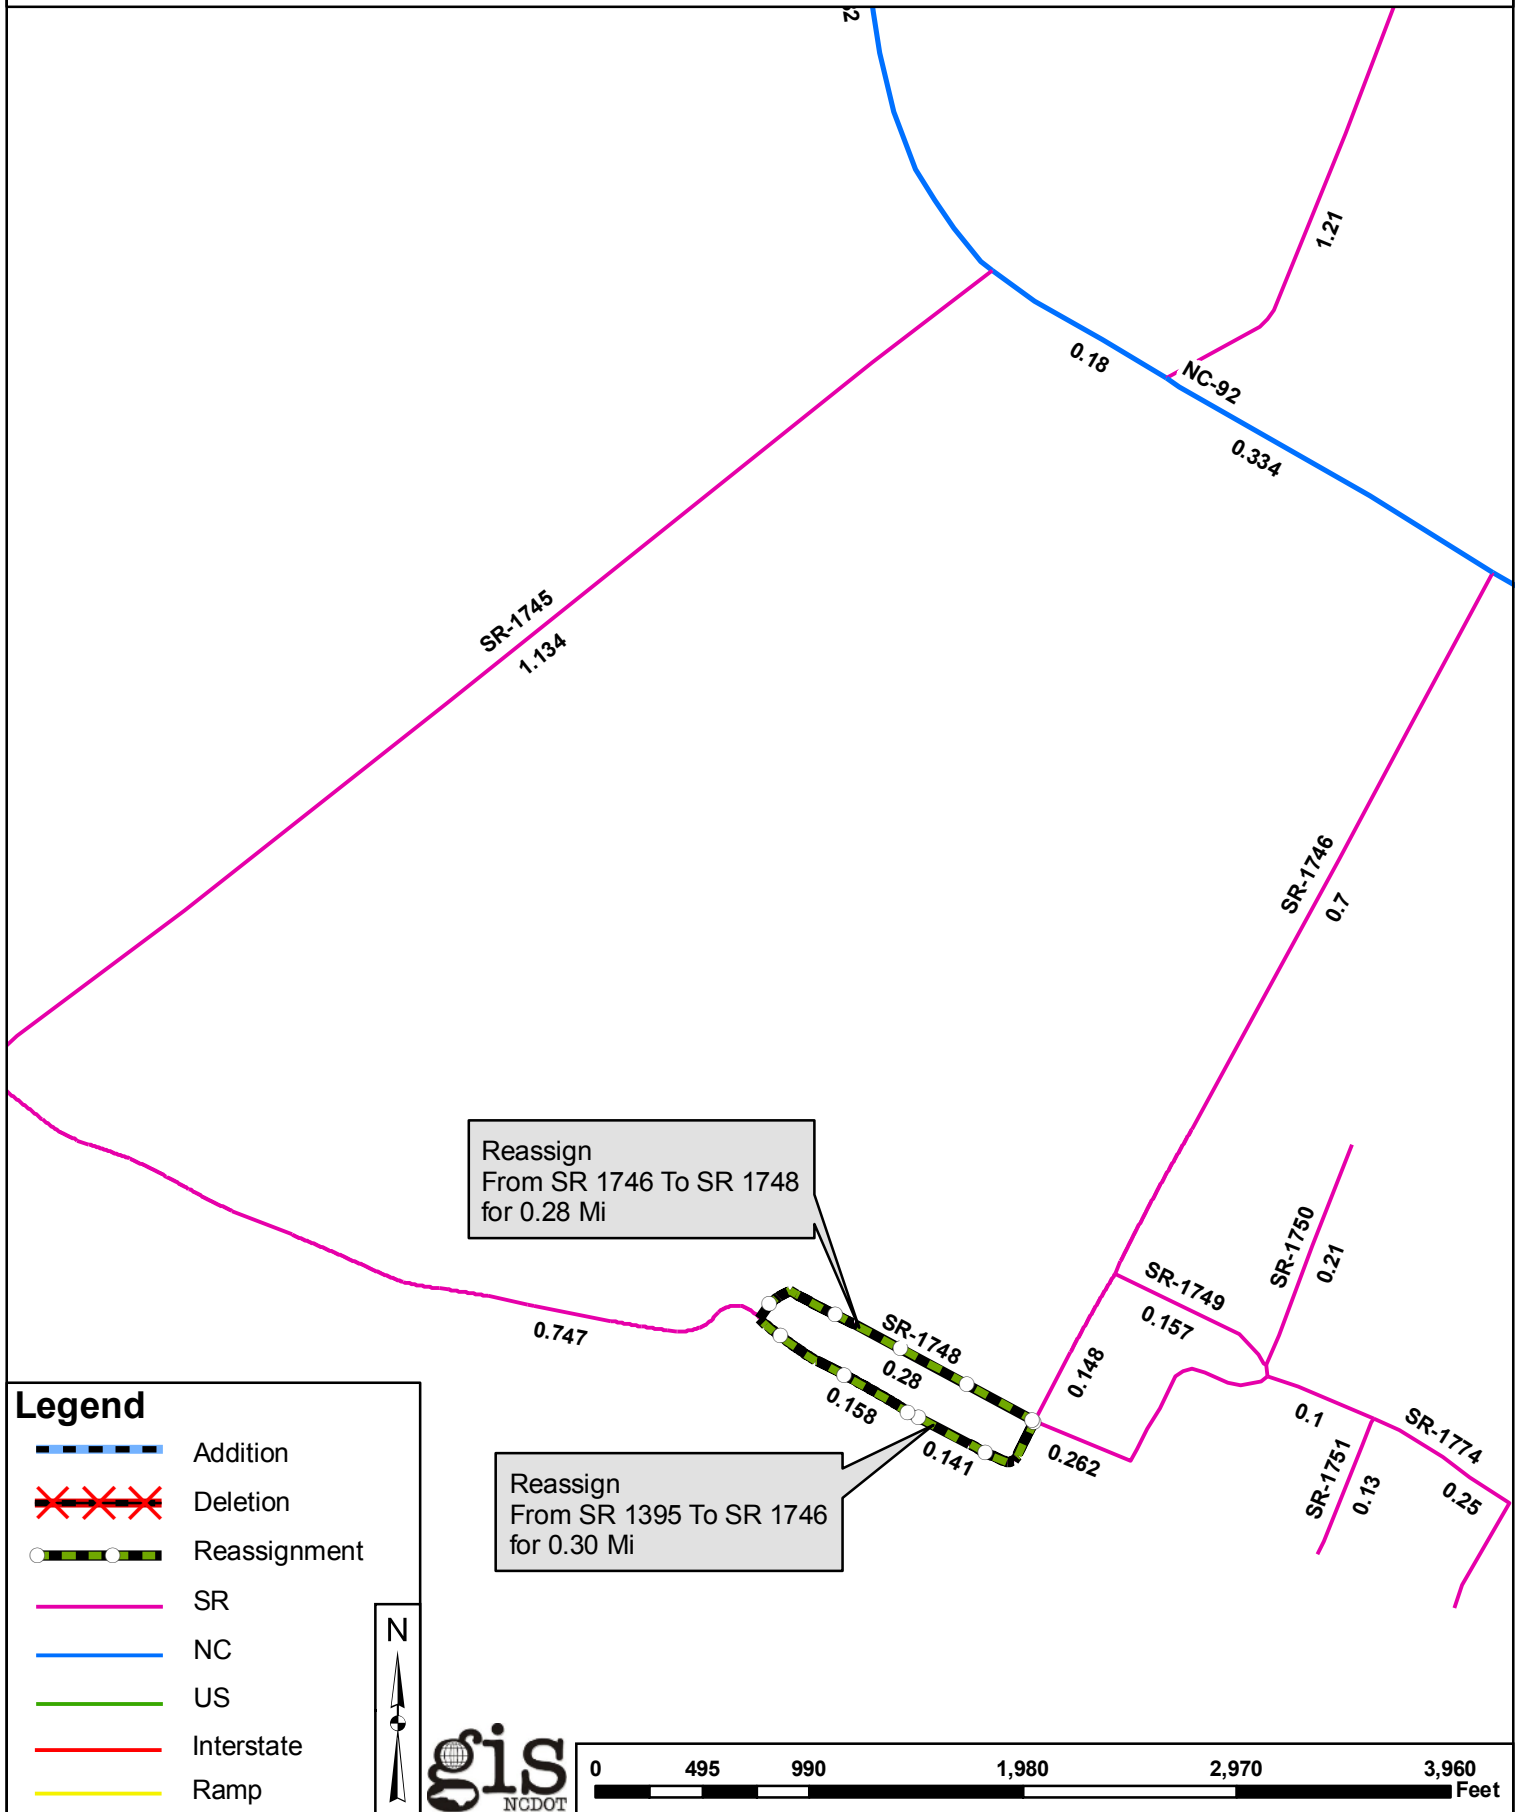 1.21
0.18
NC-92
0.334
SR-1745
1.134
SR-1746
0.7
Reassign
From SR 1746 To SR 1748
for 0.28 Mi
SR-1750
0.21
SR-1749
0.157
0.747
SR-1748
0.28
0.148
0.158
0.141
0.262
0.1
SR-1774
0.25
SR-1751
0.13
Reassign
From SR 1395 To SR 1746
for 0.30 Mi
Legend
Addition
Deletion
Reassignment
SR
NC
US
Interstate
Ramp
N
gis
NCDOT
0 495 990 1,980 2,970 3,960
Feet